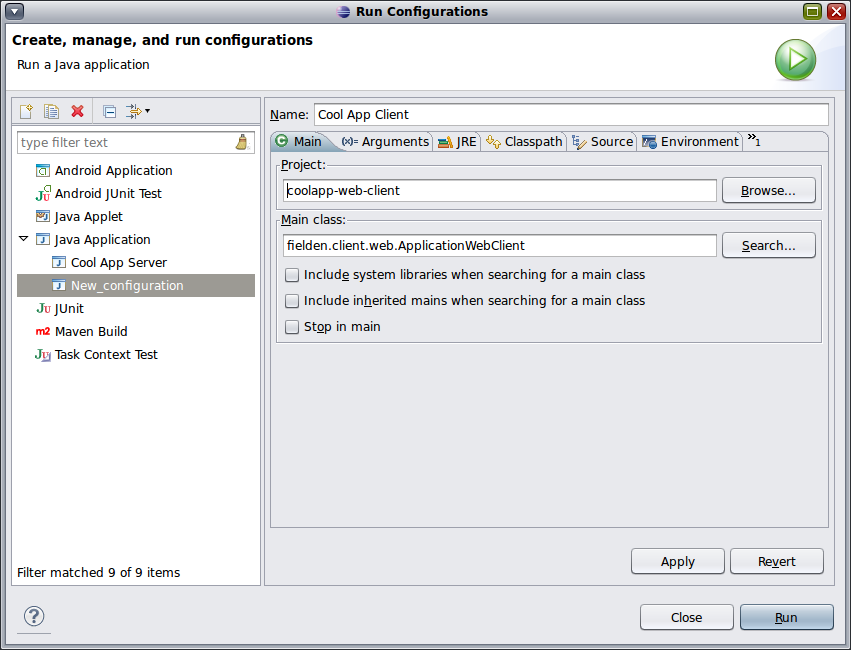 Run Configurations
Create, manage, and run configurations
Run a Java application
type filter text
Android Application
Android JUnit Test
Java Applet
Java Application
Cool App Server
New_configuration
JUnit
Maven Build
Task Context Test
Filter matched 9 of 9 items
Name: Cool App Client
Main (x)= Arguments JRE Classpath Source Environment »1
Project:
coolapp-web-client Browse...
Main class:
fielden.client.web.ApplicationWebClient Search...
Include system libraries when searching for a main class
Include inherited mains when searching for a main class
Stop in main
Apply Revert
? Close Run